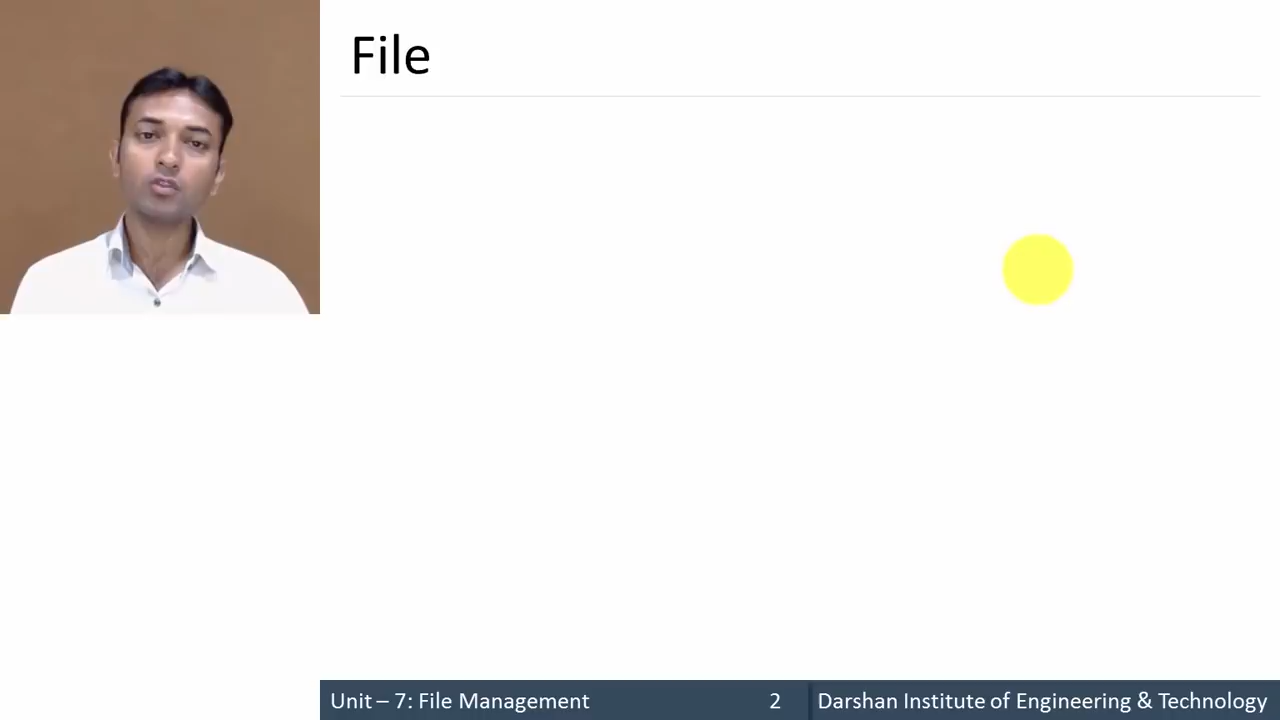 File
Unit – 7: File Management 2 Darshan Institute of Engineering & Technology